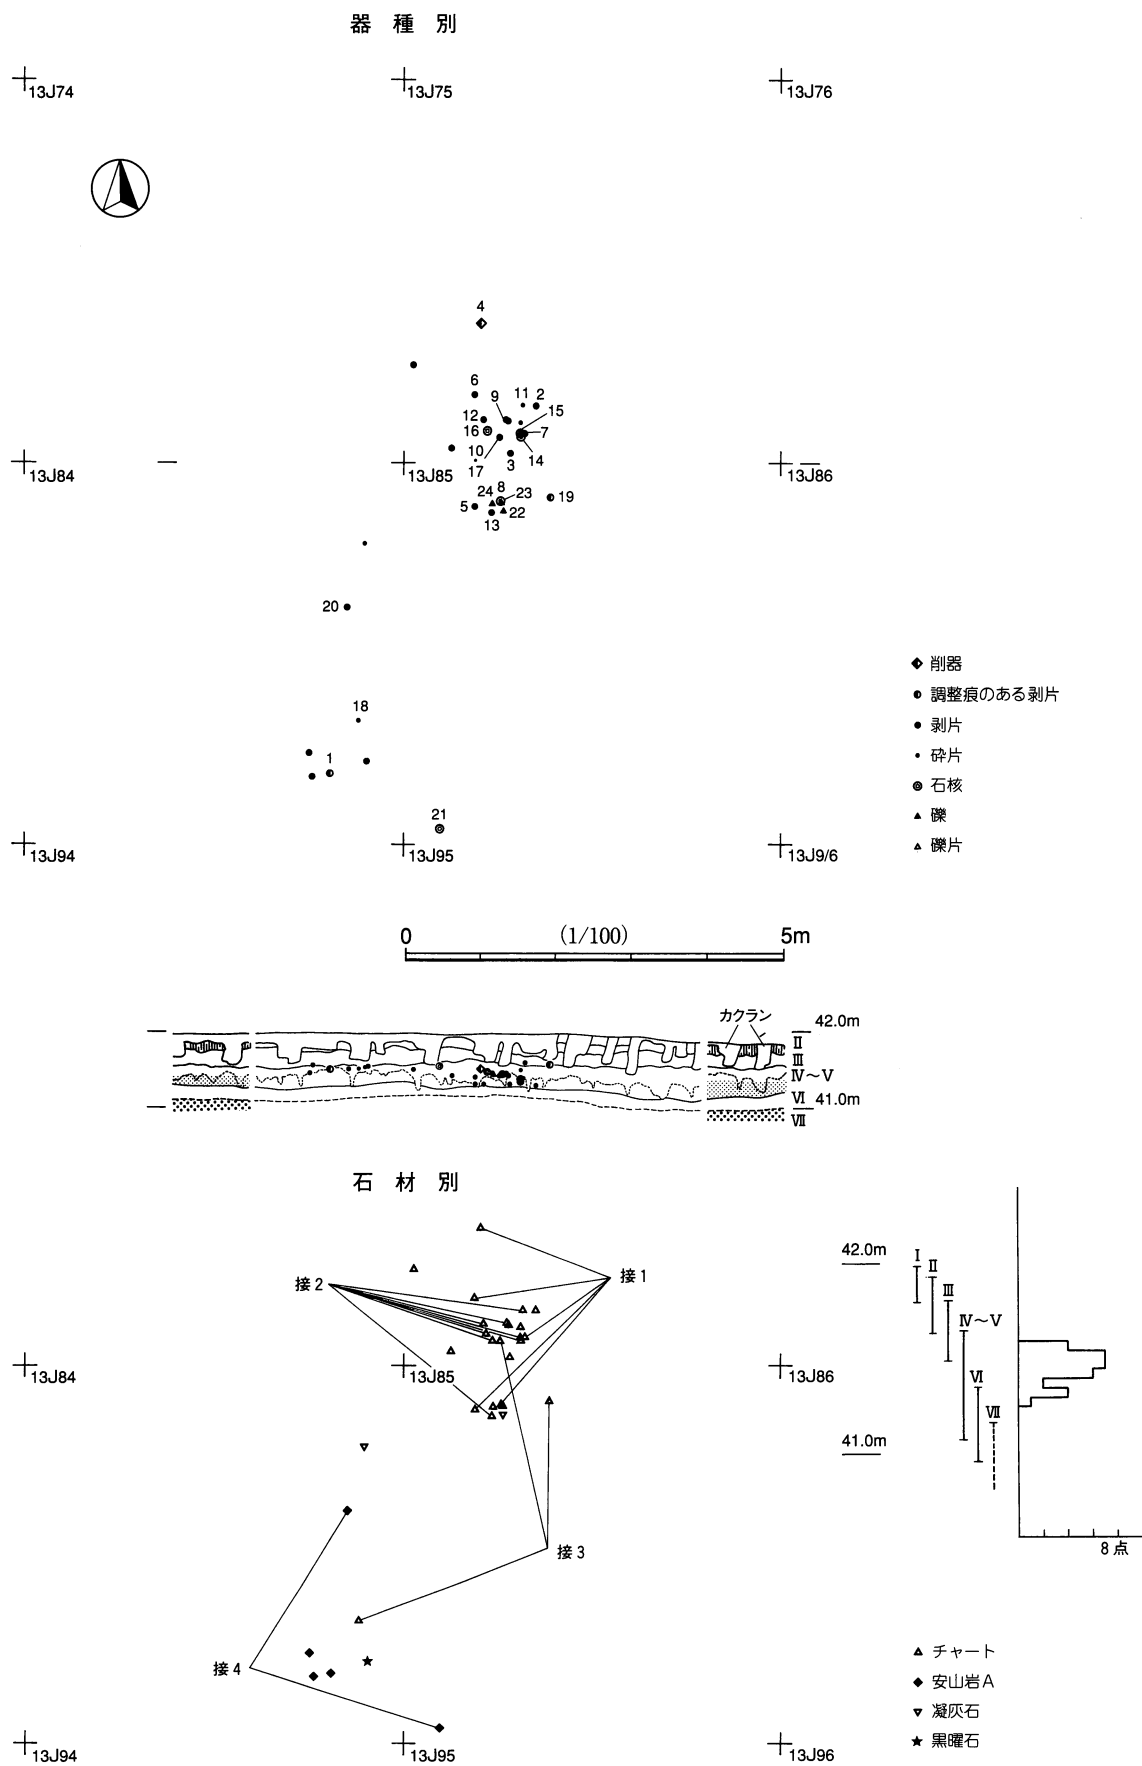 器種別
13J74 13J75 13J76
4
6
9 11 2
12 15
16 7
10
17 3 14
13J84 13J85 13J86
24 8 23 19
5 22
13
20
18
1
21
13J94 13J95 13J9/6
削器
調整痕のある剥片
剥片
砕片
石核
礫
礫片
0 (1/100) 5m
カクラン
42.0m
Ⅱ
Ⅲ
Ⅳ～Ⅴ
Ⅵ 41.0m
Ⅶ
石材別
接1
接2
13J84 13J85 13J86
接3
接4
13J94 13J95 13J96
42.0m
Ⅰ
Ⅱ
Ⅲ
Ⅳ～Ⅴ
Ⅵ
Ⅶ
41.0m
8点
チャート
安山岩A
凝灰石
黒曜石